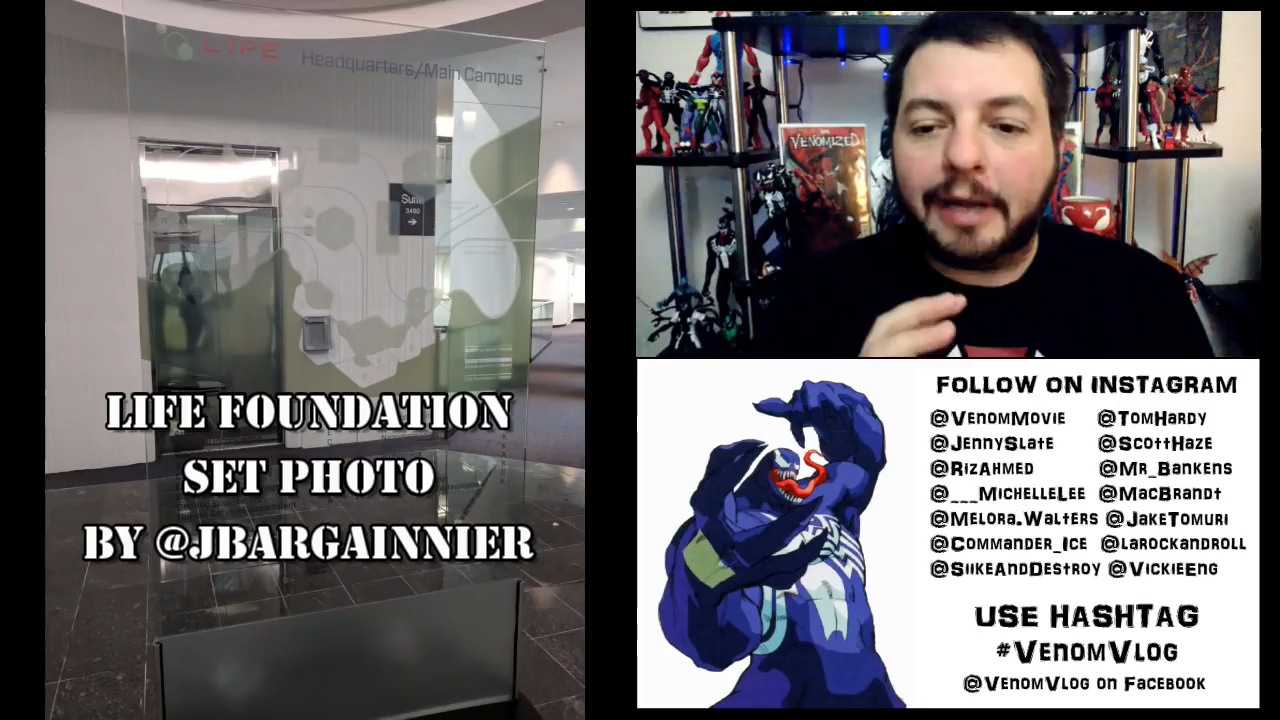 LIFE
Headquarters/Main Campus
Suite
3400
LIFE FOUNDATION
SET PHOTO
BY @JBARGAINNIER
VENOMIZED
FOLLOW ON INSTAGRAM
@VENOMMOVIE @TOMHARDY
@JENNYSLATE @SCOTTHAZE
@RIZAHMED @MR_BANKENS
@___MICHELLELEE @MACBRANDT
@MELORA.WALTERS @JAKETOMURI
@COMMANDER_ICE @LAROCKANDROLL
@SIIKEANDDESTROY @VICKIEENG
USE HASHTAG
#VENOMVLOG
@VENOMVLOG ON FACEBOOK